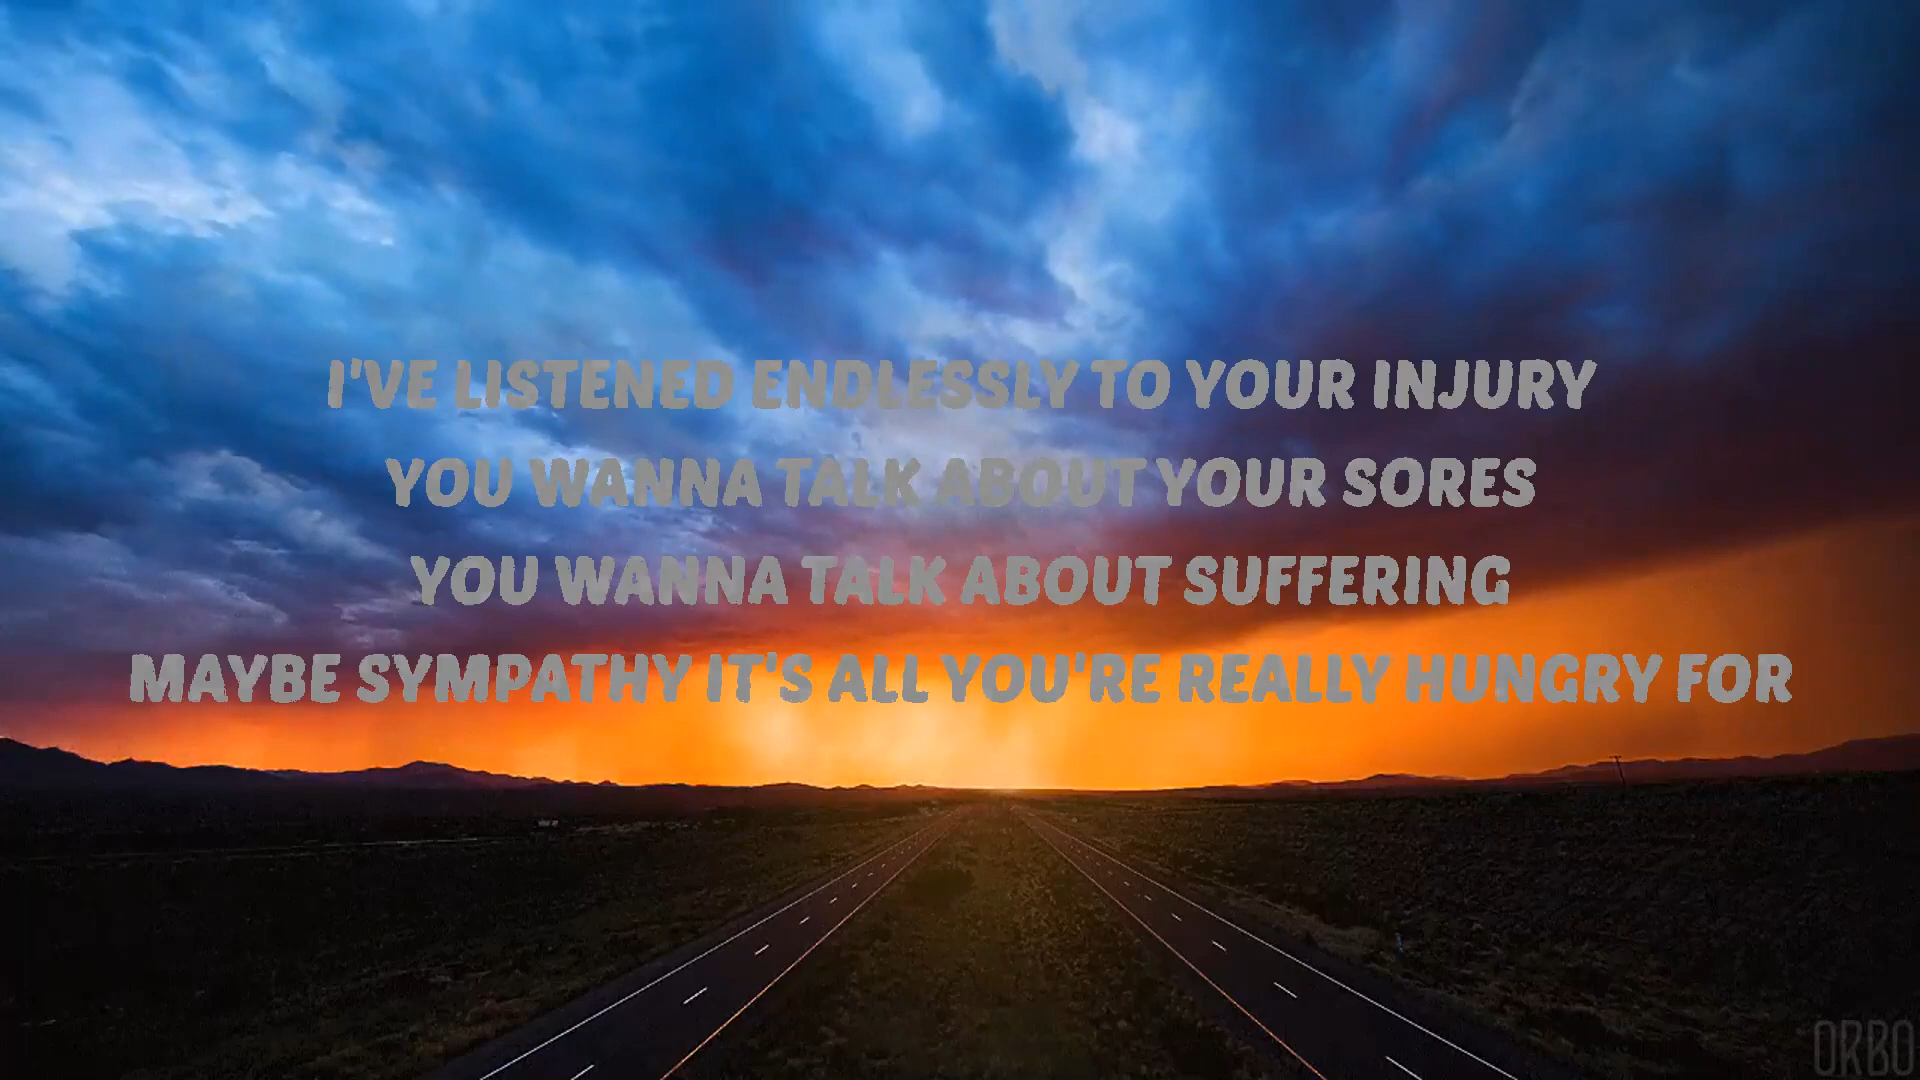 I'VE LISTENED ENDLESSLY TO YOUR INJURY
YOU WANNA TALK ABOUT YOUR SORES
YOU WANNA TALK ABOUT SUFFERING
MAYBE SYMPATHY IT'S ALL YOU'RE REALLY HUNGRY FOR
ORBO